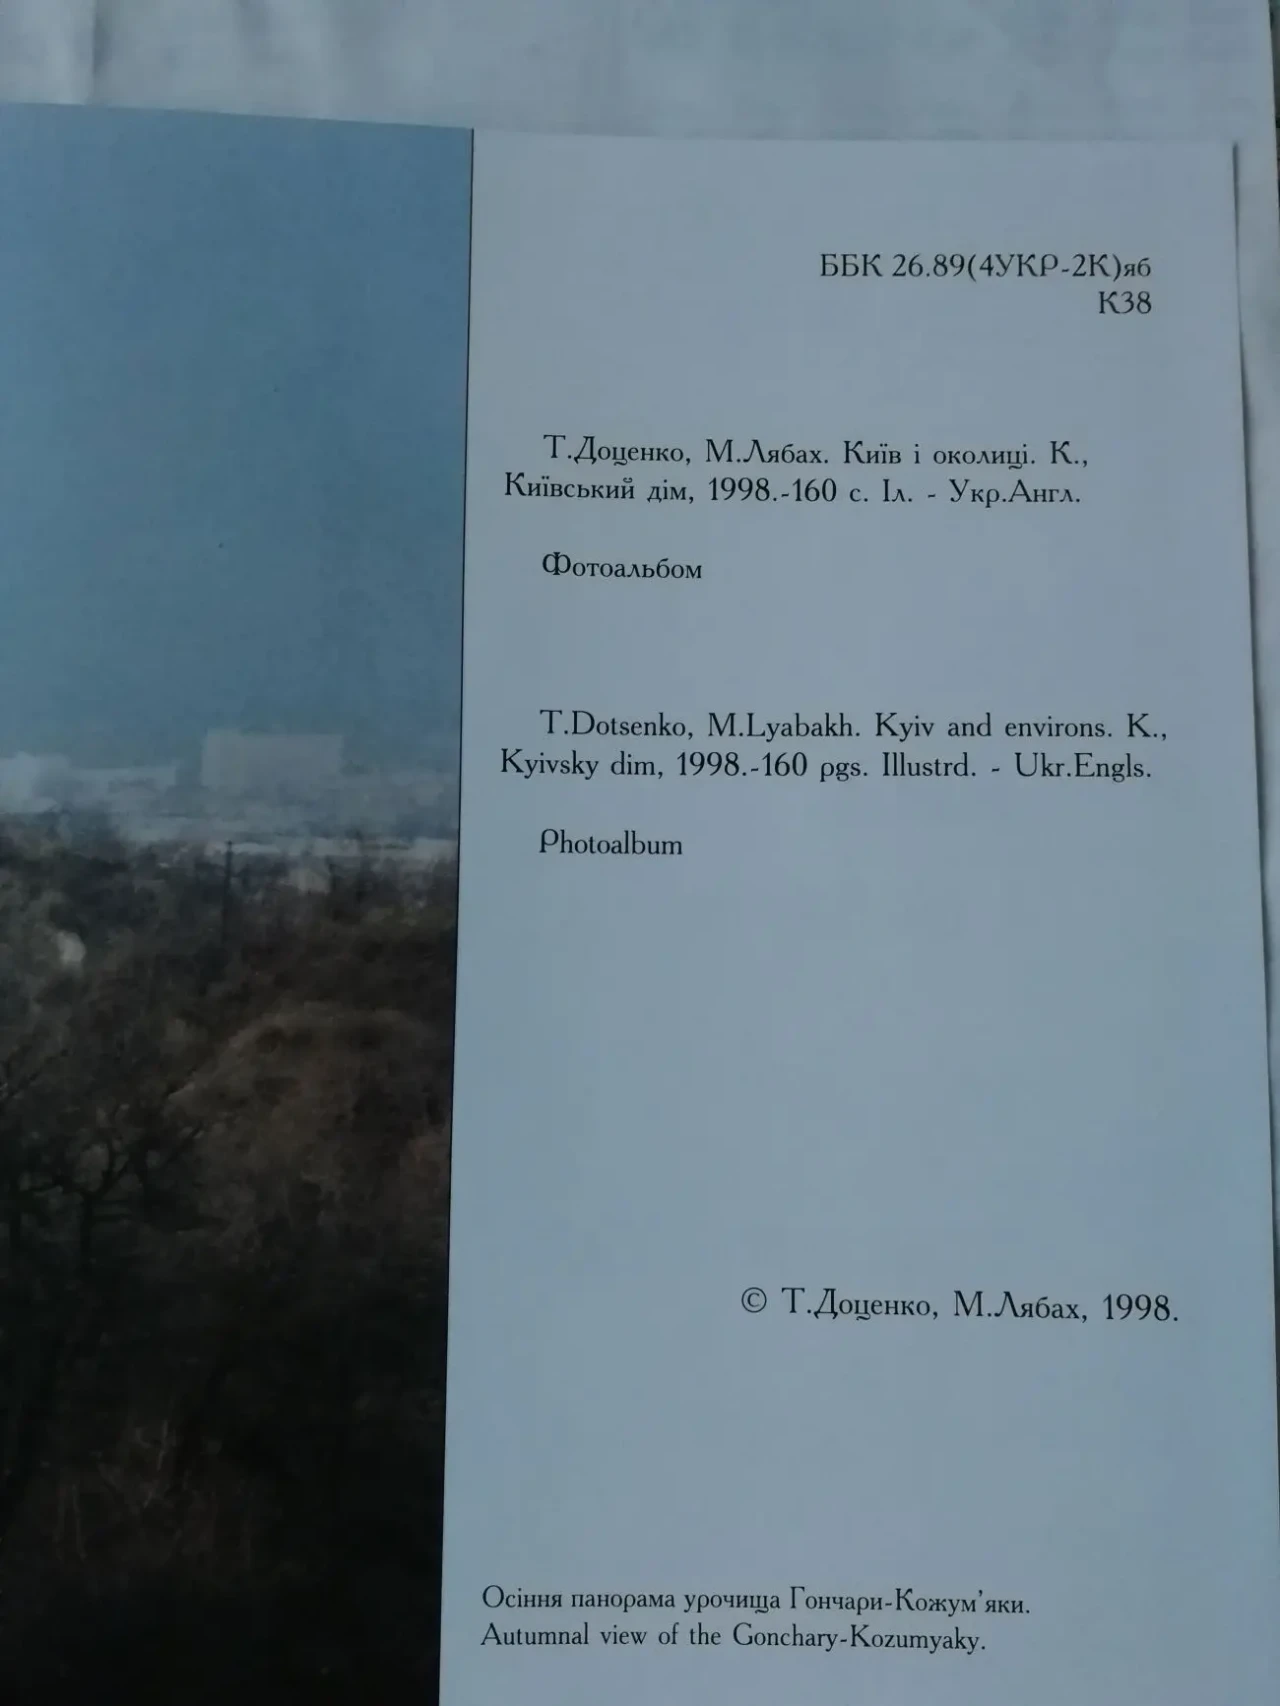 ББК 26.89(4УКР-2К)яб
К38
Т.Доценко, М.Лябах. Київ і околиці. К.,
Київський дім, 1998.-160 с. Іл. - Укр.Англ.
Фотоальбом
T.Dotsenko, M.Lyabakh. Kyiv and environs. K.,
Kyivsky dim, 1998.-160 pgs. Illustrd. - Ukr.Engls.
Photoalbum
© Т.Доценко, М.Лябах, 1998.
Осіння панорама урочища Гончари-Кожум'яки.
Autumnal view of the Gonchary-Kozumyaky.